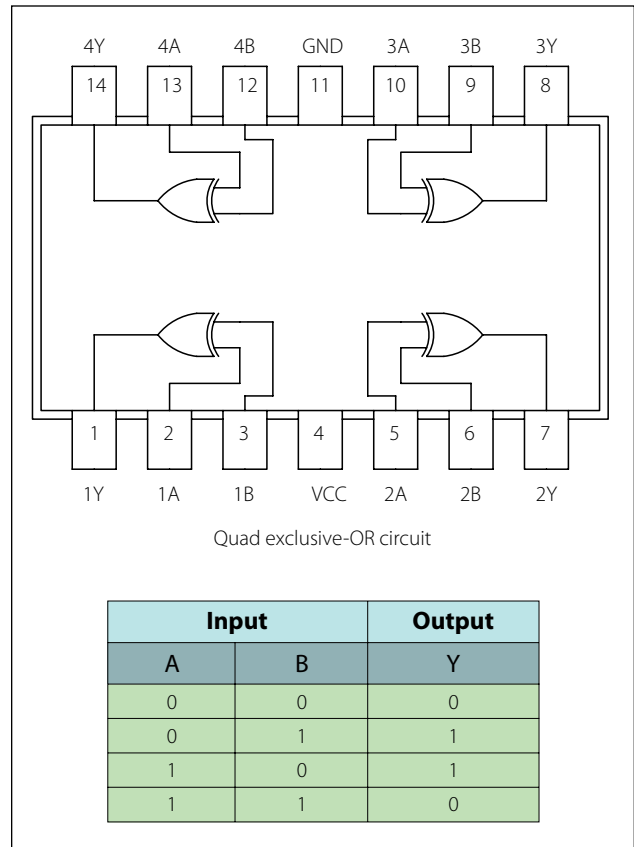 4Y 4A 4B GND 3A 3B 3Y
14 13 12 11 10 9 8
1 2 3 4 5 6 7
1Y 1A 1B VCC 2A 2B 2Y
Quad exclusive-OR circuit
Input Output
A B Y
0 0 0
0 1 1
1 0 1
1 1 0